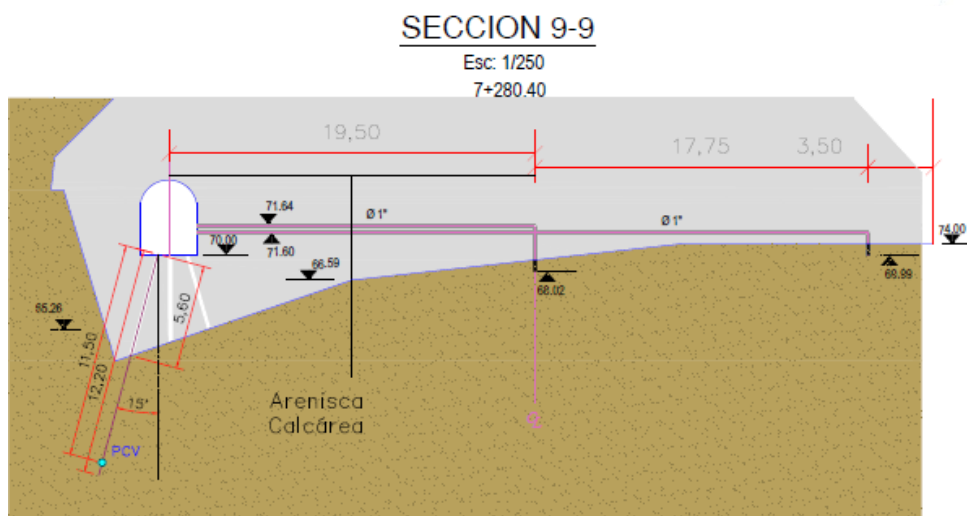 SECCION 9-9
Esc: 1/250
7+280.40
19,50
17,75
3,50
71.64
Ø 1"
Ø 1"
70.00
71.60
74.00
66.59
68.02
68.99
65.26
5,60
11,50
12,20
15°
Arenisca
Calcárea
PCV